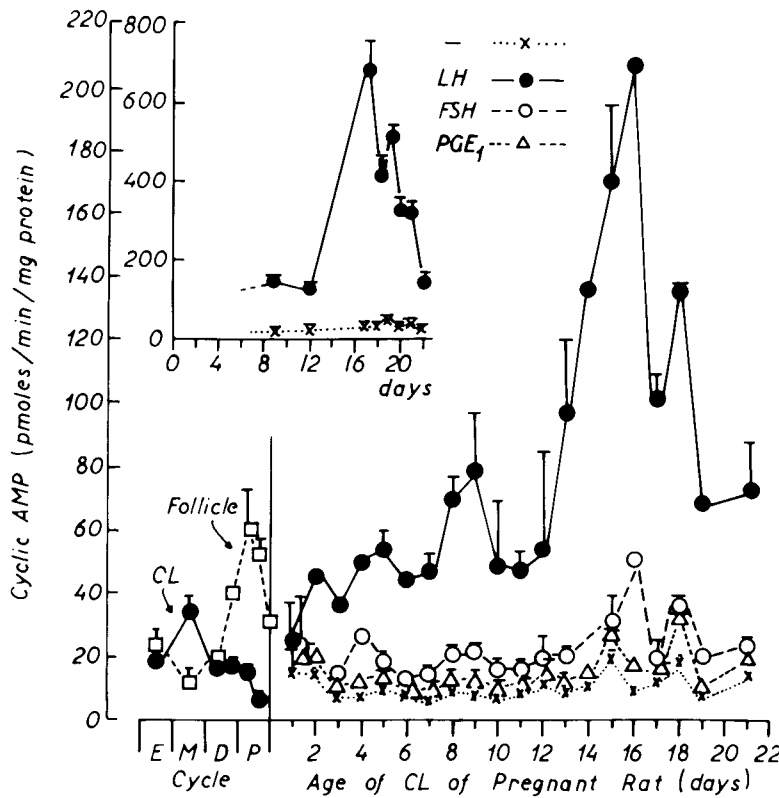 800
600
400
200
0
0 4 8 12 16 20
days
—
LH
FSH
PGE₁
220
200
180
160
140
120
100
80
60
40
20
0
Cyclic AMP (pmoles/min/mg protein)
Follicle
CL
E M D P
Cycle
2 4 6 8 10 12 14 16 18 20 22
Age of CL of Pregnant Rat (days)